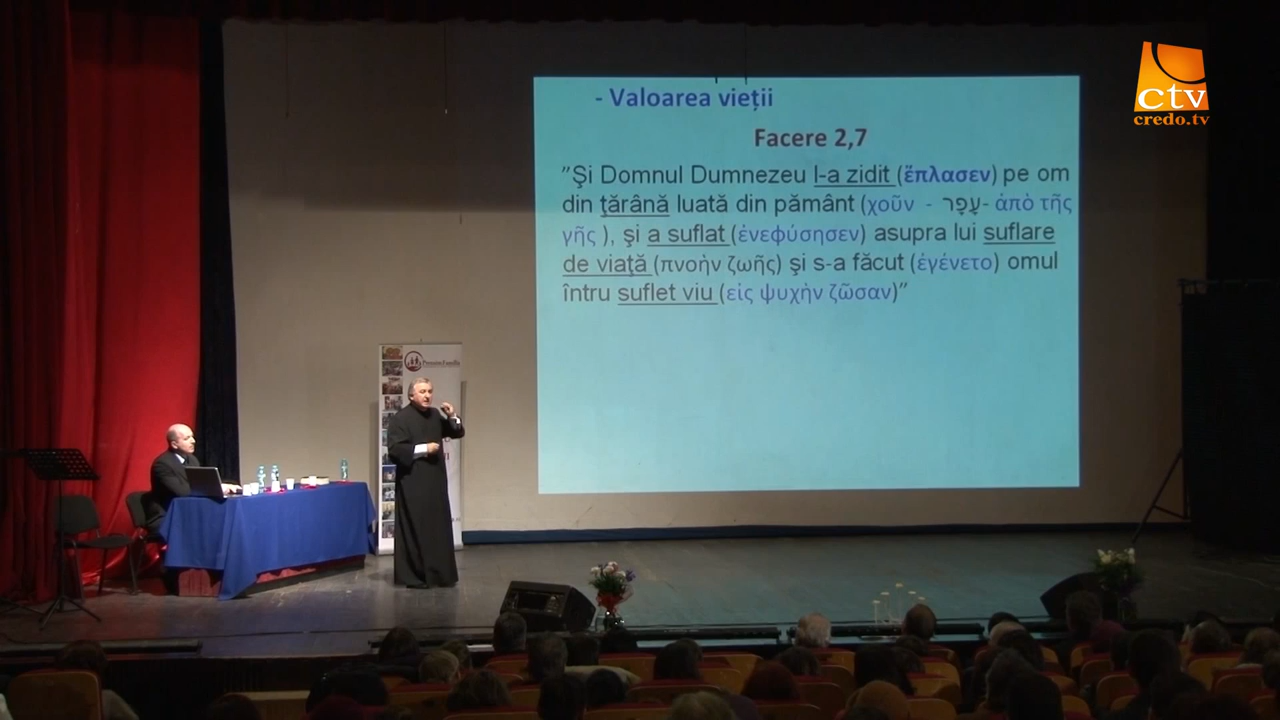 - Valoarea vieții
Facere 2,7
”Şi Domnul Dumnezeu l-a zidit (ἔπλασεν) pe om
din ţărână luată din pământ (χοῦν - עָפָר- ἀπὸ τῆς
γῆς ), şi a suflat (ἐνεφύσησεν) asupra lui suflare
de viaţă (πνοὴν ζωῆς) şi s-a făcut (ἐγένετο) omul
întru suflet viu (εἰς ψυχὴν ζῶσαν)”
ctv
credo.tv